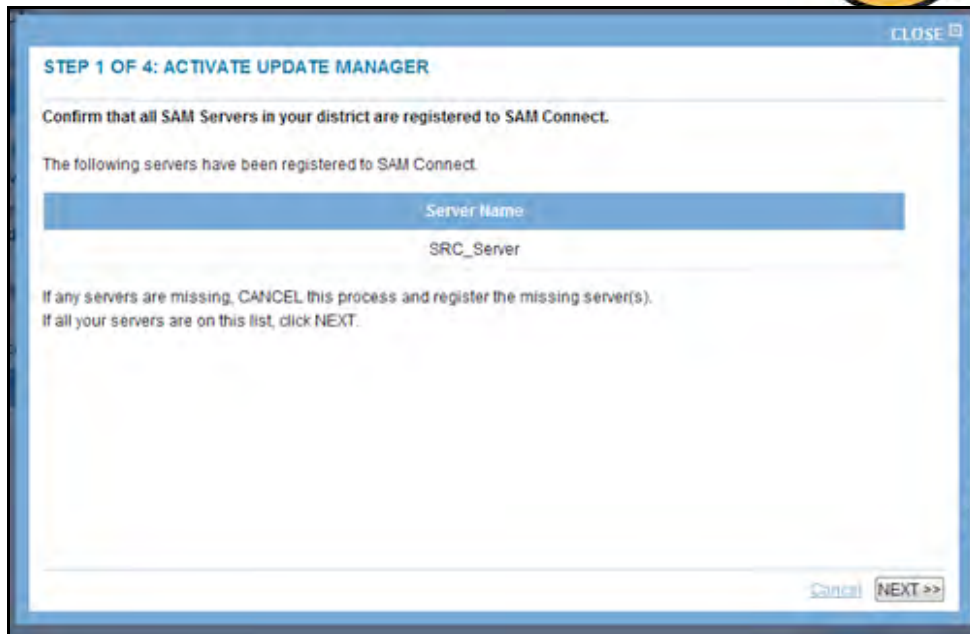 CLOSE
STEP 1 OF 4: ACTIVATE UPDATE MANAGER
Confirm that all SAM Servers in your district are registered to SAM Connect.
The following servers have been registered to SAM Connect.
Server Name
SRC_Server
If any servers are missing, CANCEL this process and register the missing server(s).
If all your servers are on this list, click NEXT.
Cancel NEXT >>